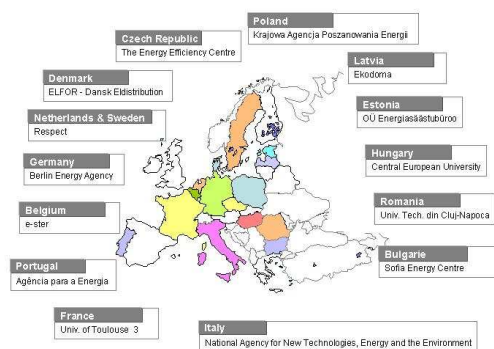 Poland
Krajowa Agencja Poszanowania Energii
Czech Republic
The Energy Efficiency Centre
Latvia
Ekodoma
Denmark
ELFOR - Dansk Eldistribution
Estonia
OÜ Energiasäästubüroo
Netherlands & Sweden
Respect
Hungary
Central European University
Germany
Berlin Energy Agency
Romania
Univ. Tech. din Cluj-Napoca
Belgium
e-ster
Bulgarie
Sofia Energy Centre
Portugal
Agência para a Energia
France
Univ. of Toulouse 3
Italy
National Agency for New Technologies, Energy and the Environment